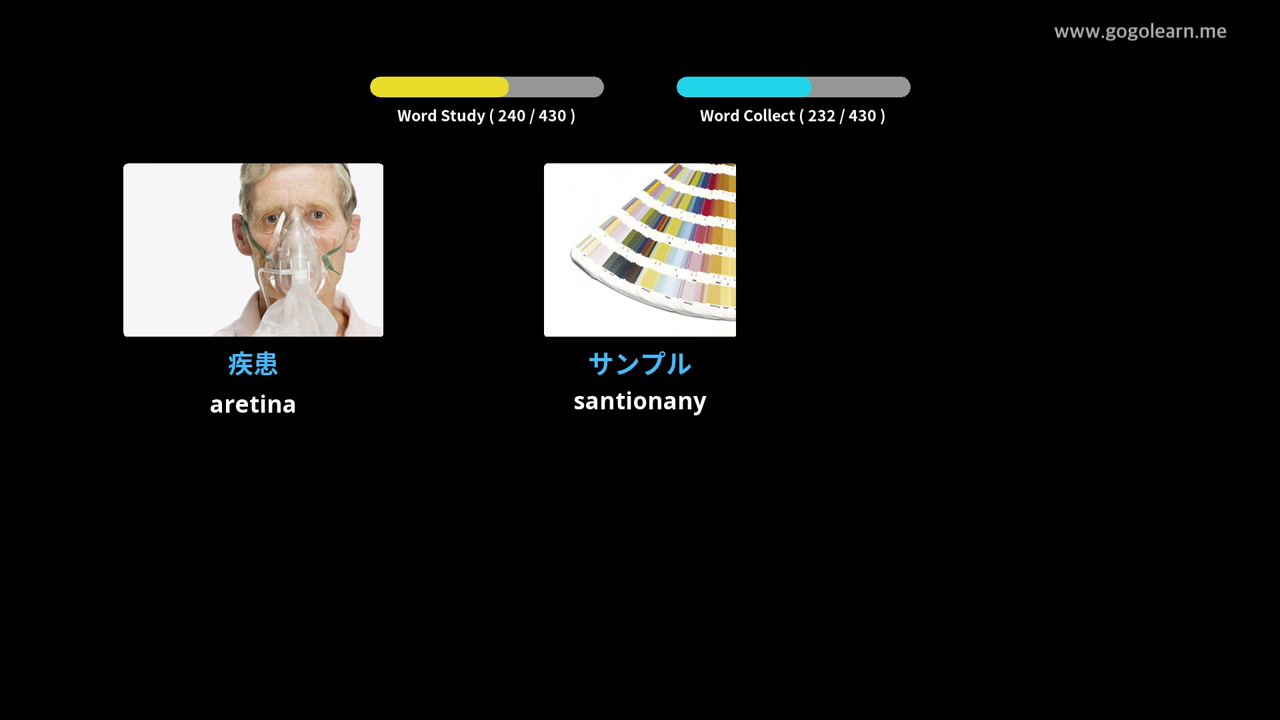 www.gogolearn.me
Word Study ( 240 / 430 )
Word Collect ( 232 / 430 )
疾患
aretina
サンプル
santionany